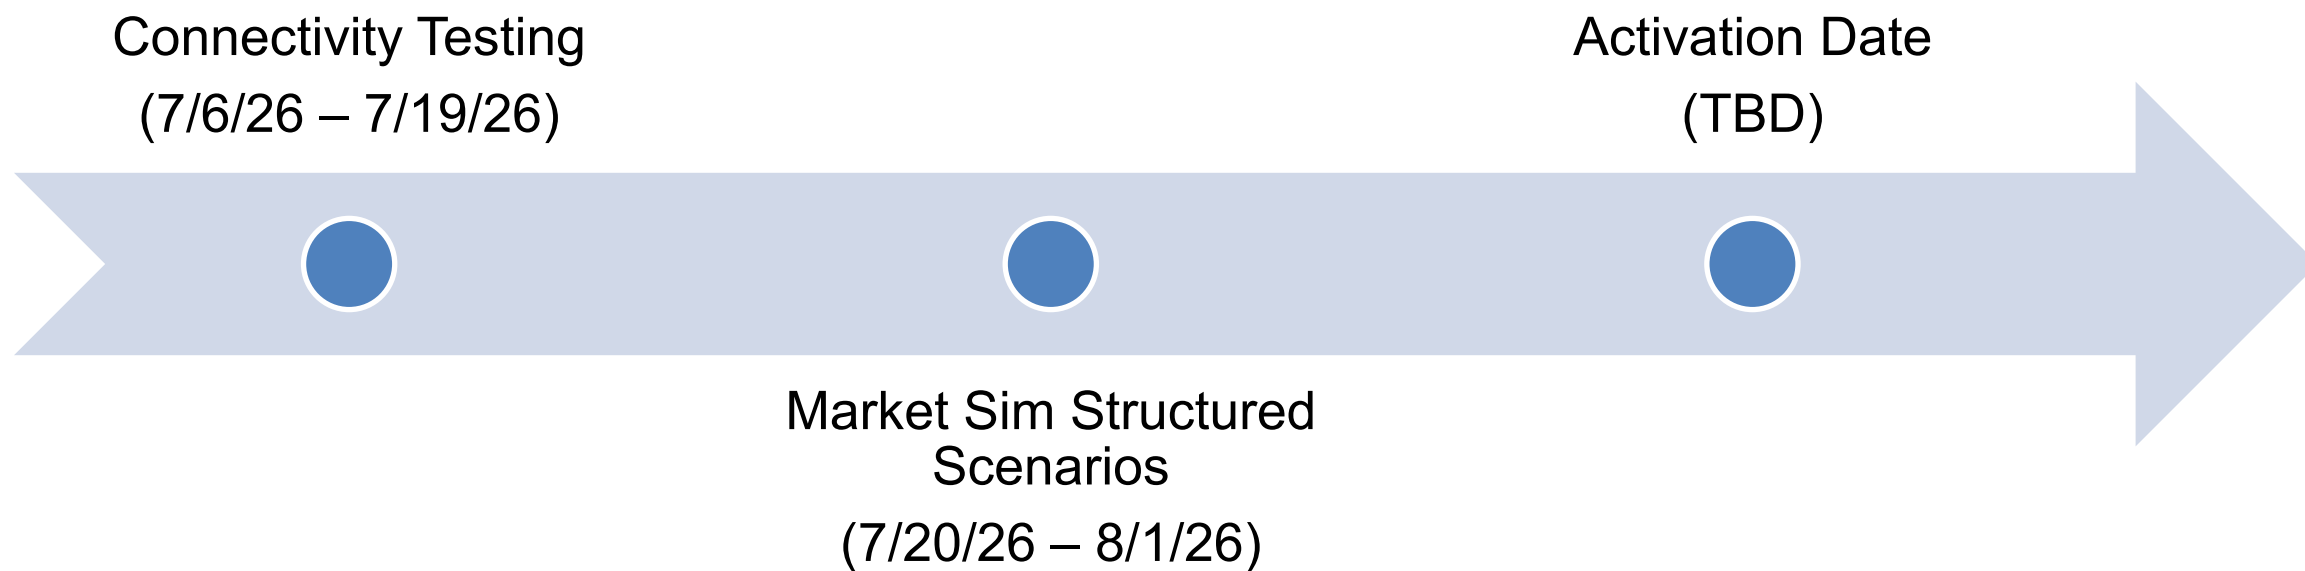 Connectivity Testing
(7/6/26 – 7/19/26)
Market Sim Structured
Scenarios
(7/20/26 – 8/1/26)
Activation Date
(TBD)